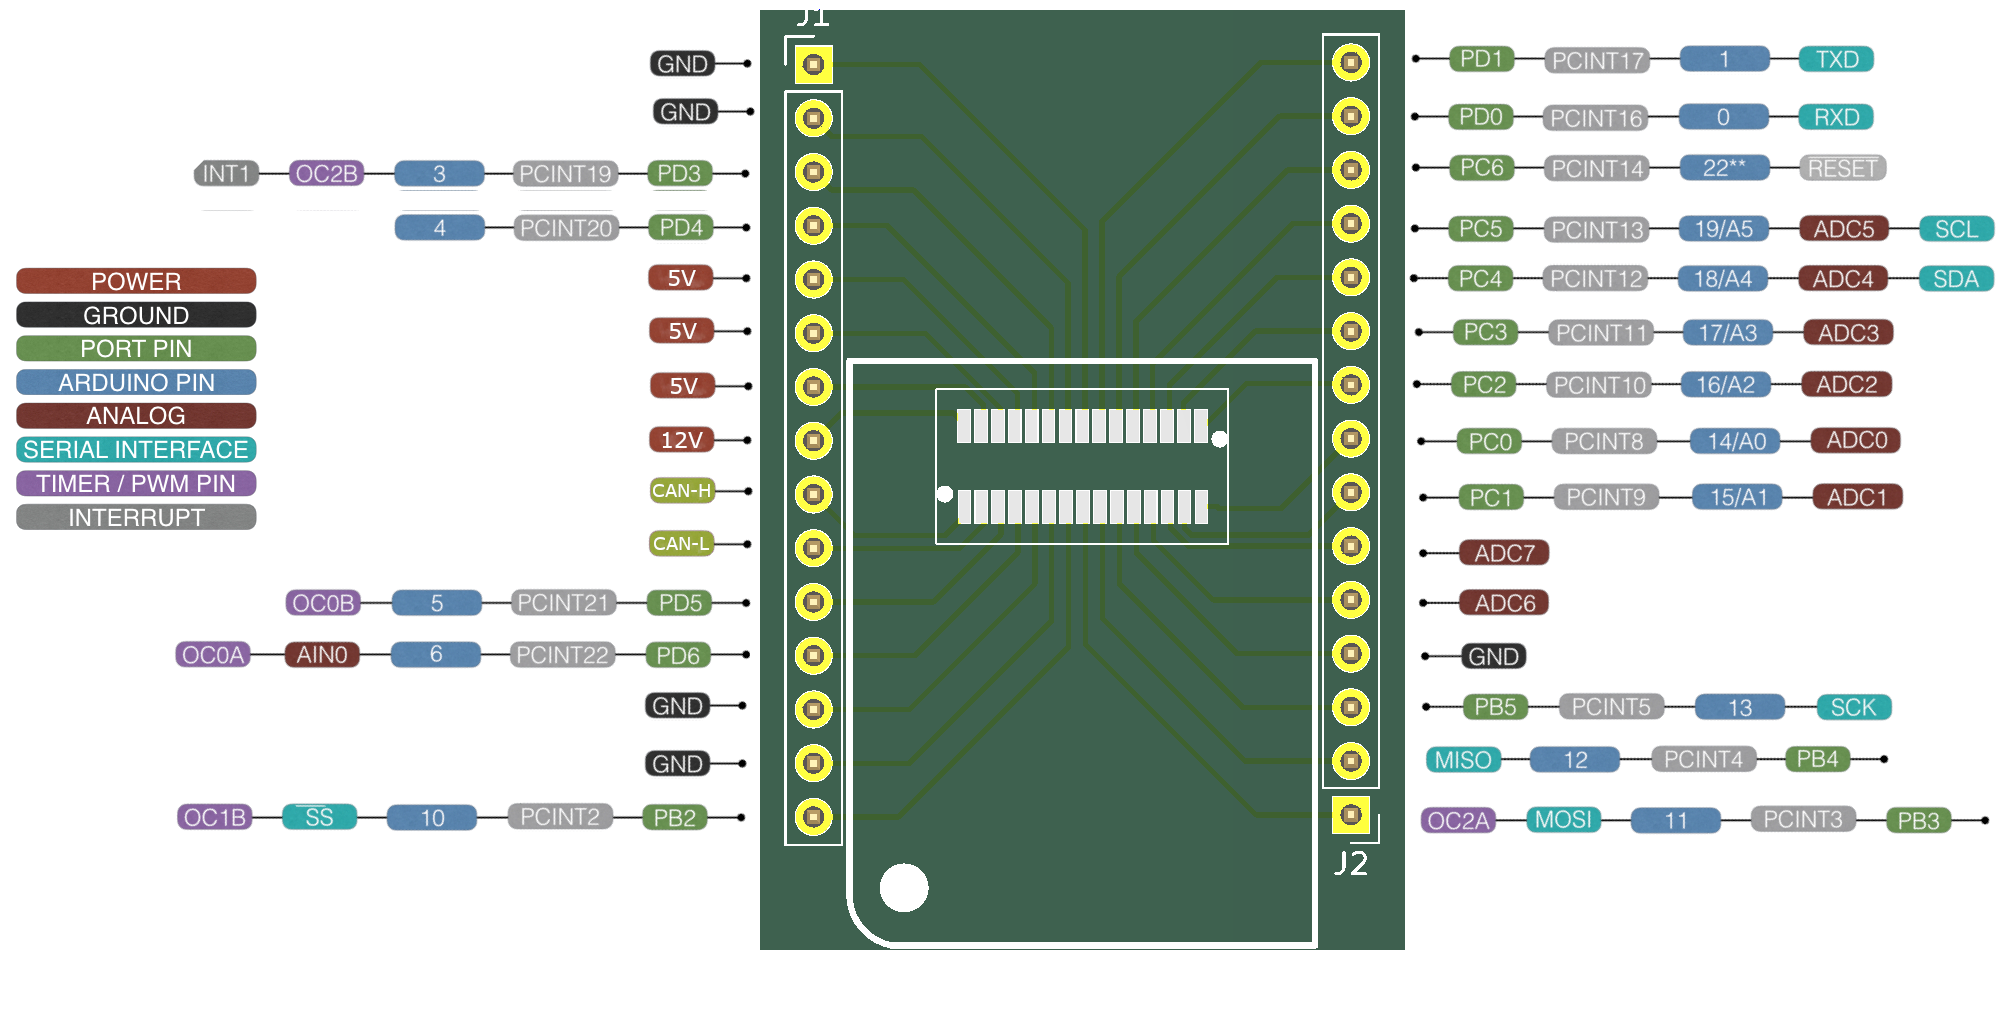 J1
GND
GND
INT1 OC2B 3 PCINT19 PD3
4 PCINT20 PD4
5V
5V
5V
12V
CAN-H
CAN-L
OC0B 5 PCINT21 PD5
OC0A AIN0 6 PCINT22 PD6
GND
GND
OC1B SS 10 PCINT2 PB2
POWER
GROUND
PORT PIN
ARDUINO PIN
ANALOG
SERIAL INTERFACE
TIMER / PWM PIN
INTERRUPT
PD1 PCINT17 1 TXD
PD0 PCINT16 0 RXD
PC6 PCINT14 22** RESET
PC5 PCINT13 19/A5 ADC5 SCL
PC4 PCINT12 18/A4 ADC4 SDA
PC3 PCINT11 17/A3 ADC3
PC2 PCINT10 16/A2 ADC2
PC0 PCINT8 14/A0 ADC0
PC1 PCINT9 15/A1 ADC1
ADC7
ADC6
GND
PB5 PCINT5 13 SCK
MISO 12 PCINT4 PB4
OC2A MOSI 11 PCINT3 PB3
J2